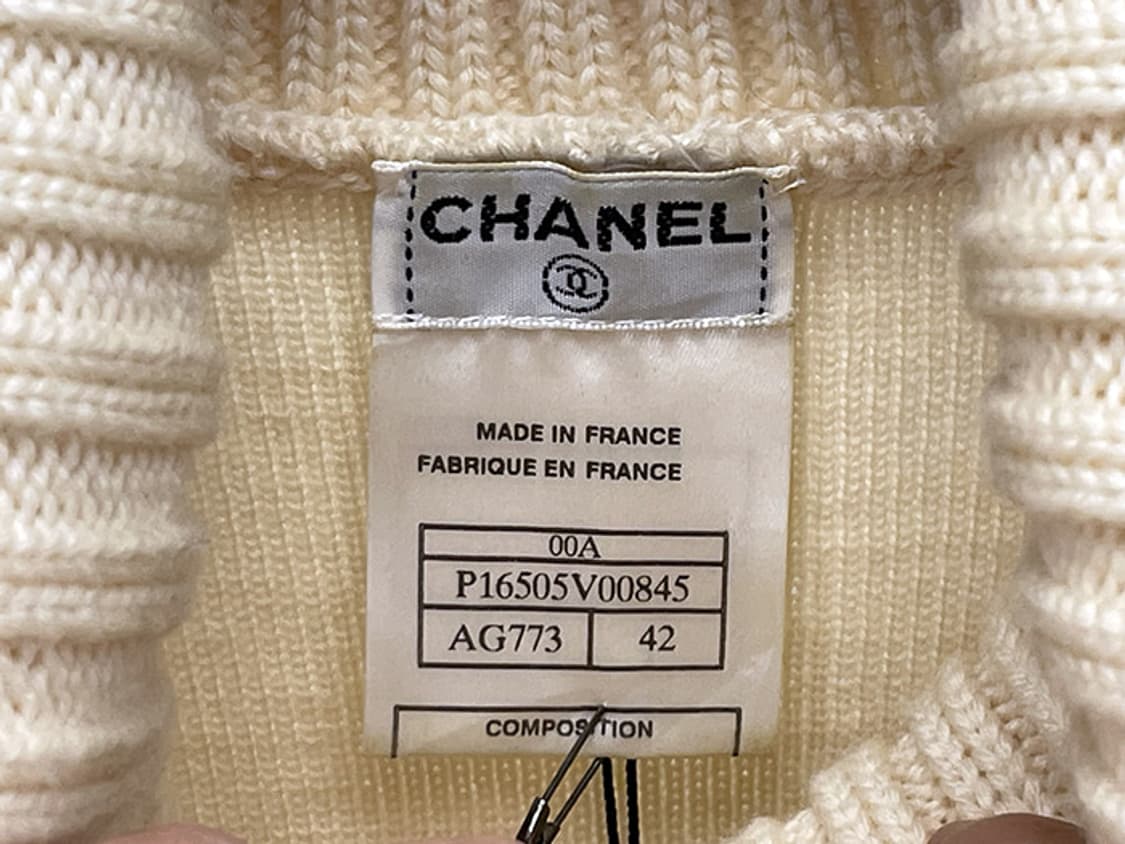 CHANEL
MADE IN FRANCE
FABRIQUE EN FRANCE
00A
P16505V00845
AG773 42
COMPOSITION